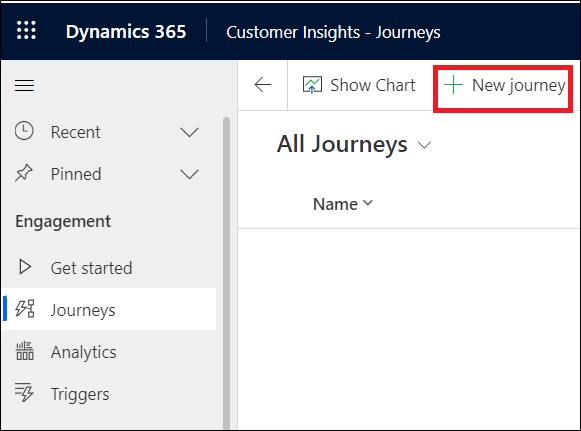 Dynamics 365 Customer Insights - Journeys
Show Chart New journey
Recent
Pinned
Engagement
Get started
Journeys
Analytics
Triggers
All Journeys
Name